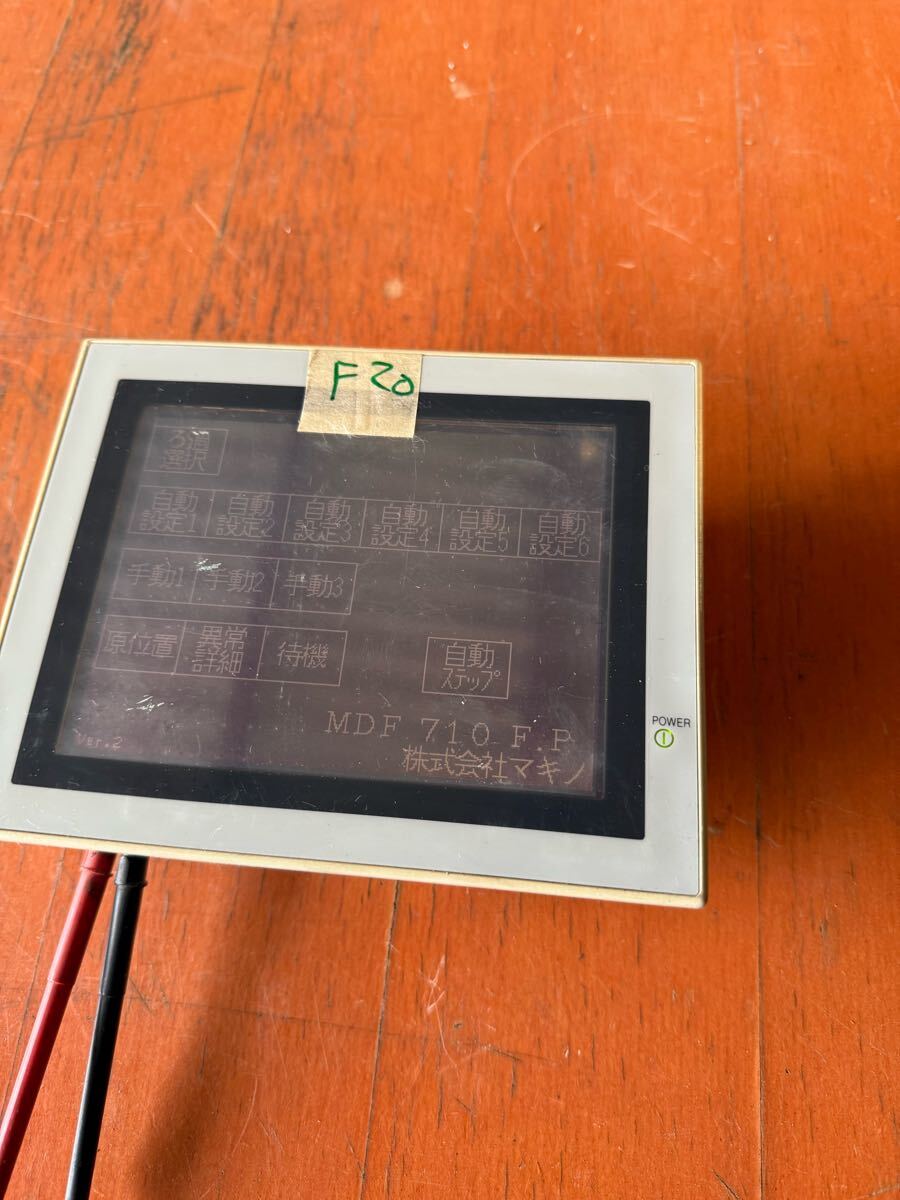 F20
ろ過
選択
自動 自動 自動 自動 自動 自動
設定1 設定2 設定3 設定4 設定5 設定6
手動1 手動2 手動3
原位置 異常詳細 待機 自動ステップ
MDF 710 F.P
Ver.2
株式会社マキノ
POWER